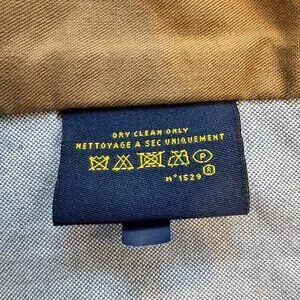 DRY CLEAN ONLY
NETTOYAGE A SEC UNIQUEMENT
P
n°1529 R